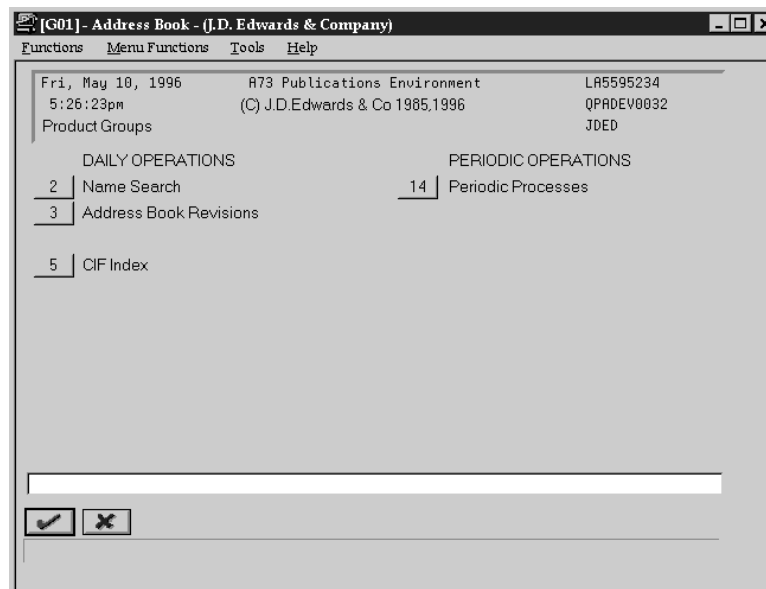 [G01] - Address Book - (J.D. Edwards & Company)
Functions Menu Functions Tools Help
Fri, May 10, 1996 A73 Publications Environment LA5595234
5:26:23pm (C) J.D.Edwards & Co 1985,1996 QPADEV0032
Product Groups JDED
DAILY OPERATIONS PERIODIC OPERATIONS
2 Name Search 14 Periodic Processes
3 Address Book Revisions
5 CIF Index